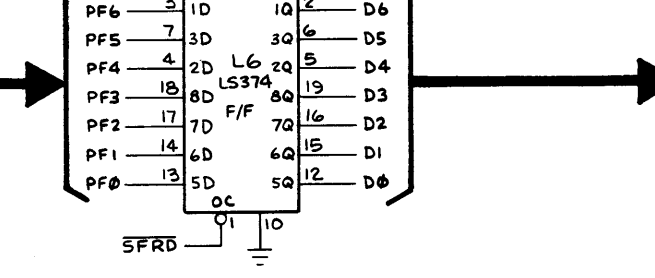 PF6 3 1D 1Q 2 D6
PF5 7 3D 3Q 6 D5
PF4 4 2D L6 2Q 5 D4
LS374
PF3 18 8D 8Q 19 D3
F/F
PF2 17 7D 7Q 16 D2
PF1 14 6D 6Q 15 D1
PFØ 13 5D 5Q 12 DØ
OC
1 10
SFRD